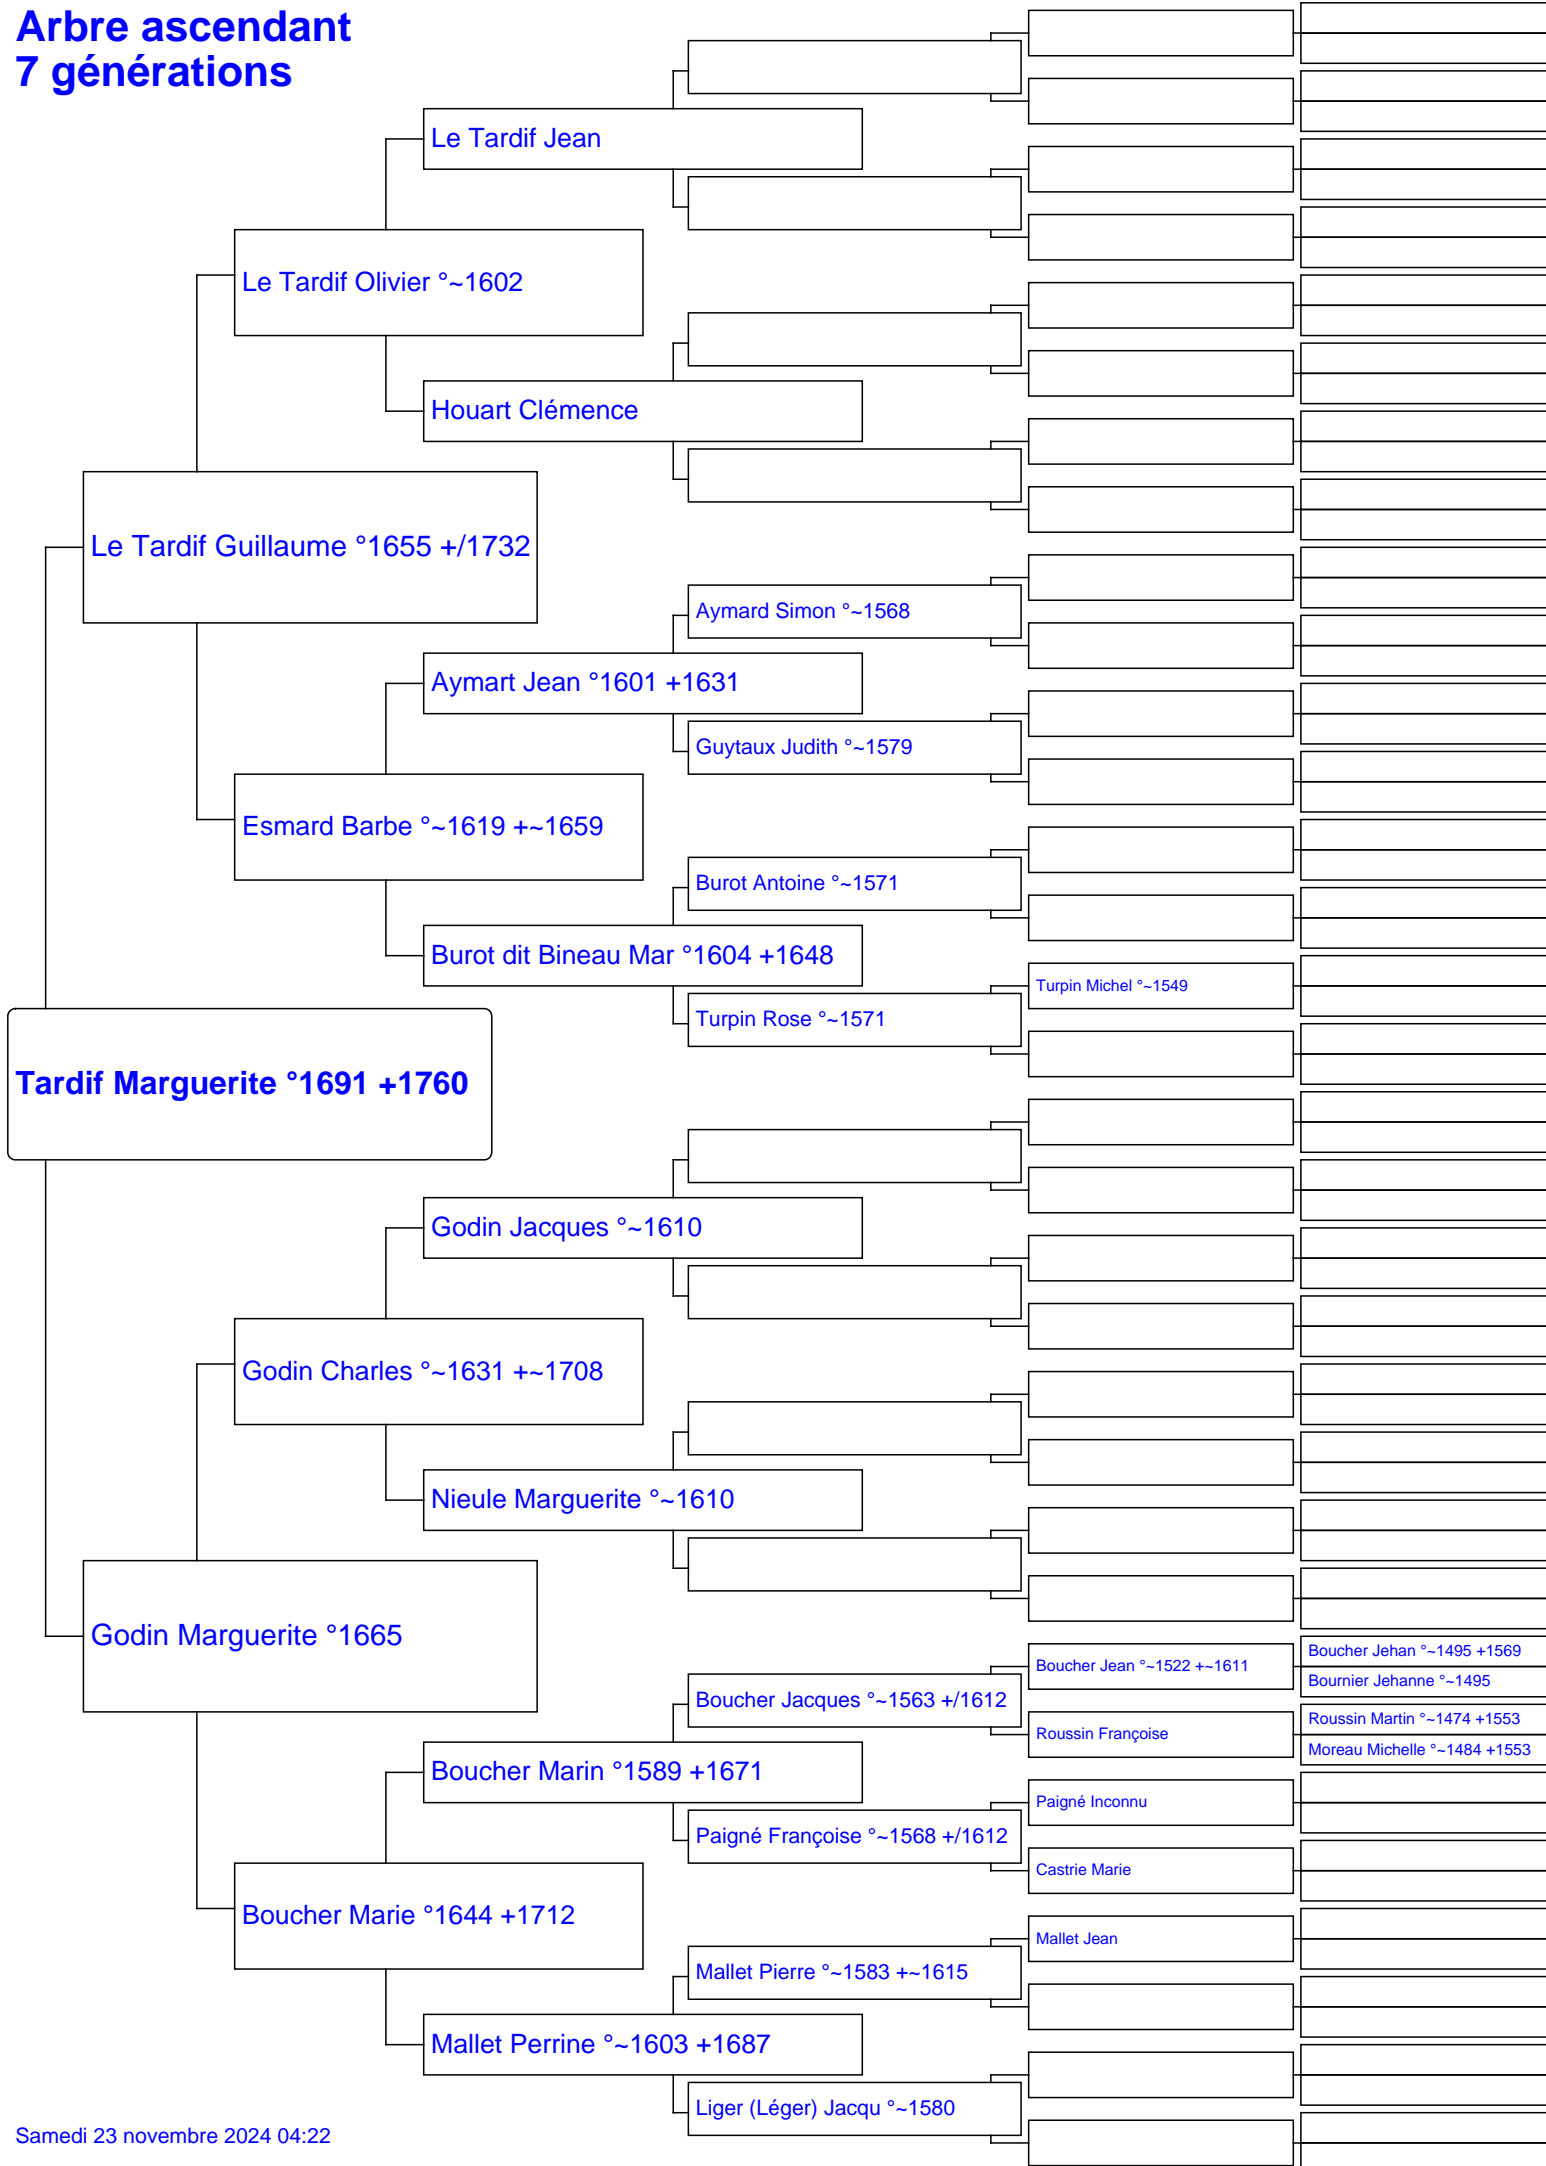 Arbre ascendant
7 générations
Le Tardif Jean
Le Tardif Olivier °~1602
Houart Clémence
Le Tardif Guillaume °1655 +/1732
Aymard Simon °~1568
Aymart Jean °1601 +1631
Guytaux Judith °~1579
Esmard Barbe °~1619 +~1659
Burot Antoine °~1571
Burot dit Bineau Mar °1604 +1648
Turpin Michel °~1549
Turpin Rose °~1571
Tardif Marguerite °1691 +1760
Godin Jacques °~1610
Godin Charles °~1631 +~1708
Nieule Marguerite °~1610
Godin Marguerite °1665
Boucher Jehan °~1495 +1569
Boucher Jean °~1522 +~1611
Bournier Jehanne °~1495
Boucher Jacques °~1563 +/1612
Roussin Martin °~1474 +1553
Roussin Françoise
Moreau Michelle °~1484 +1553
Boucher Marin °1589 +1671
Paigné Inconnu
Paigné Françoise °~1568 +/1612
Castrie Marie
Boucher Marie °1644 +1712
Mallet Jean
Mallet Pierre °~1583 +~1615
Mallet Perrine °~1603 +1687
Liger (Léger) Jacqu °~1580
Samedi 23 novembre 2024 04:22